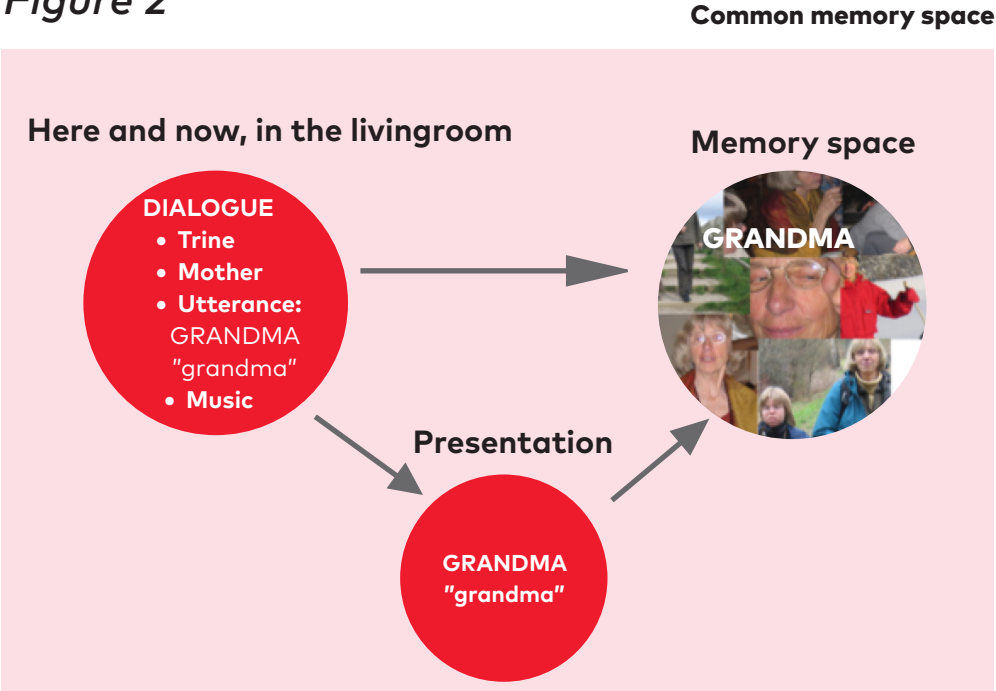 Figure 2
Common memory space
Here and now, in the livingroom
Memory space
DIALOGUE
• Trine
• Mother
• Utterance:
GRANDMA
"grandma"
• Music
GRANDMA
Presentation
GRANDMA
"grandma"